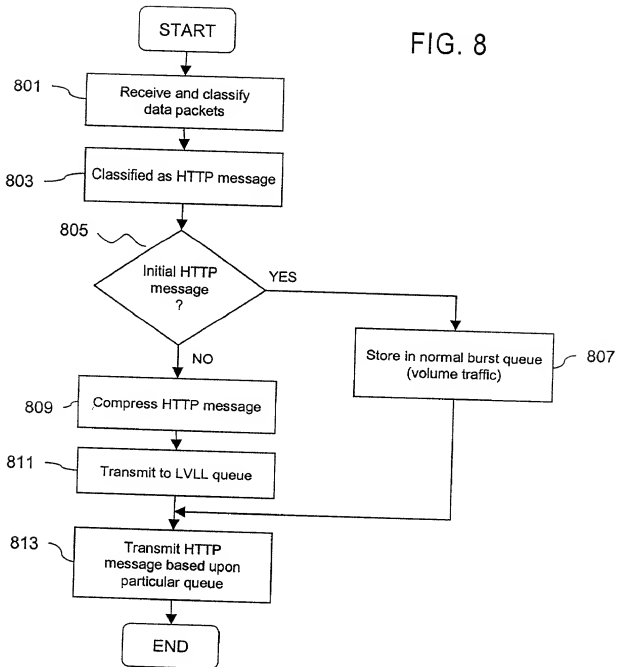 START
FIG. 8
801
Receive and classify
data packets
803
Classified as HTTP message
805
Initial HTTP
message
?
YES
NO
Store in normal burst queue
(volume traffic)
807
809
Compress HTTP message
811
Transmit to LVLL queue
813
Transmit HTTP
message based upon
particular queue
END